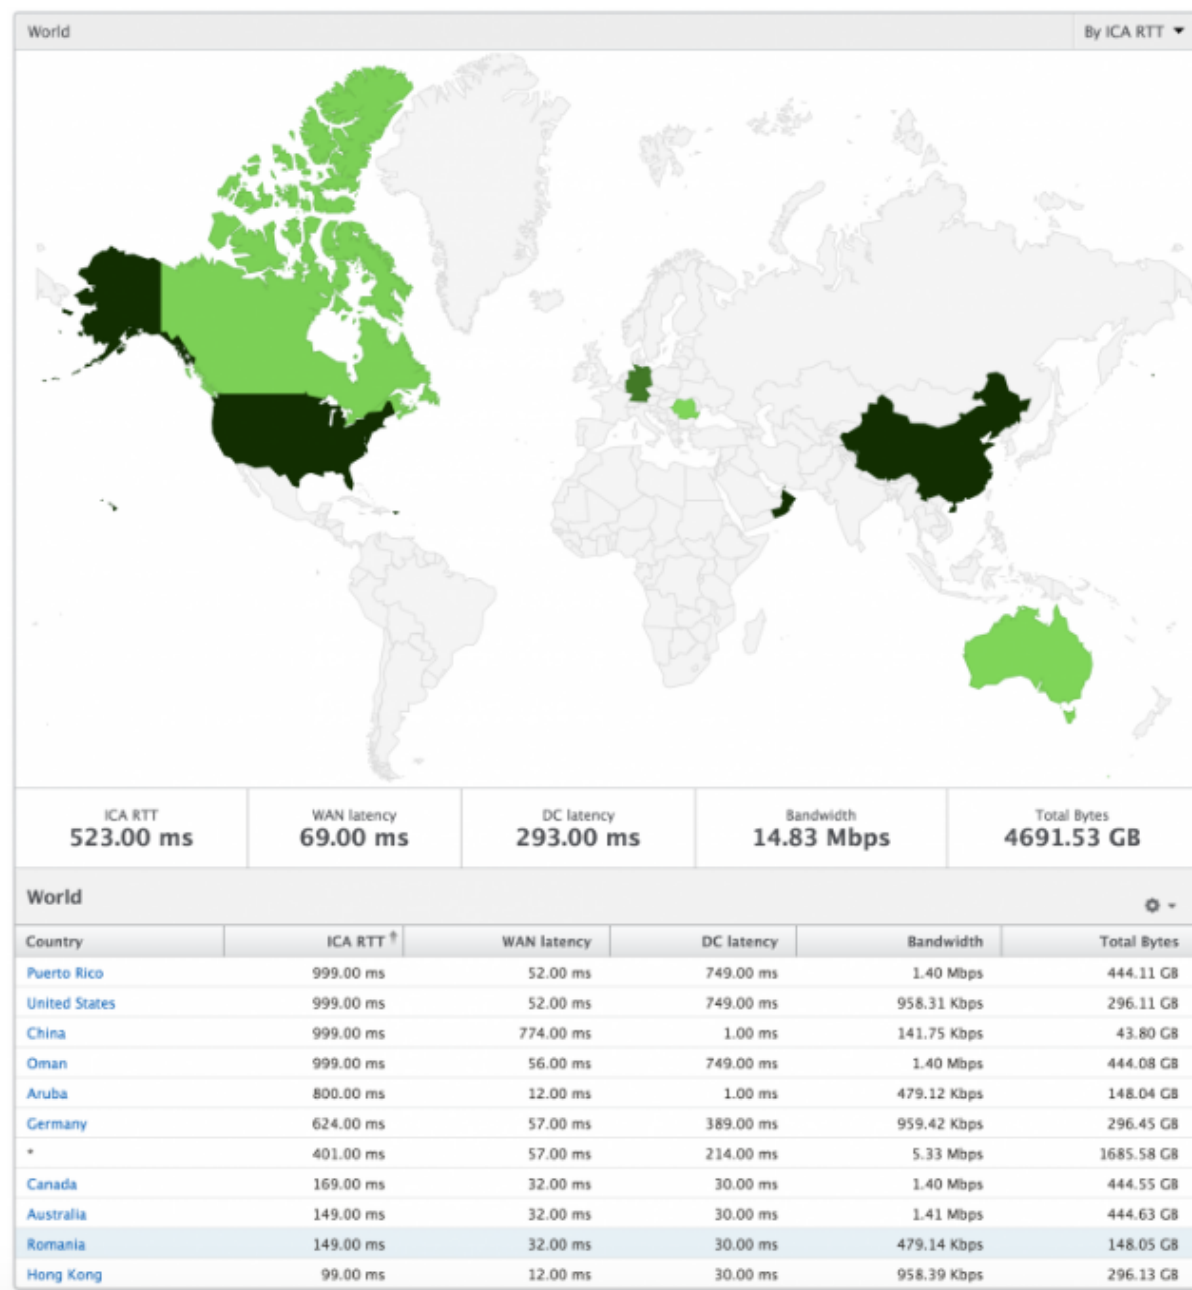 World By ICA RTT
ICA RTT WAN latency DC latency Bandwidth Total Bytes
523.00 ms 69.00 ms 293.00 ms 14.83 Mbps 4691.53 GB
World
Country ICA RTT WAN latency DC latency Bandwidth Total Bytes
Puerto Rico 999.00 ms 52.00 ms 749.00 ms 1.40 Mbps 444.11 GB
United States 999.00 ms 52.00 ms 749.00 ms 958.31 Kbps 296.11 GB
China 999.00 ms 774.00 ms 1.00 ms 141.75 Kbps 43.80 GB
Oman 999.00 ms 56.00 ms 749.00 ms 1.40 Mbps 444.08 GB
Aruba 800.00 ms 12.00 ms 1.00 ms 479.12 Kbps 148.04 GB
Germany 624.00 ms 57.00 ms 389.00 ms 959.42 Kbps 296.45 GB
* 401.00 ms 57.00 ms 214.00 ms 5.33 Mbps 1685.58 GB
Canada 169.00 ms 32.00 ms 30.00 ms 1.40 Mbps 444.55 GB
Australia 149.00 ms 32.00 ms 30.00 ms 1.41 Mbps 444.63 GB
Romania 149.00 ms 32.00 ms 30.00 ms 479.14 Kbps 148.05 GB
Hong Kong 99.00 ms 12.00 ms 30.00 ms 958.39 Kbps 296.13 GB